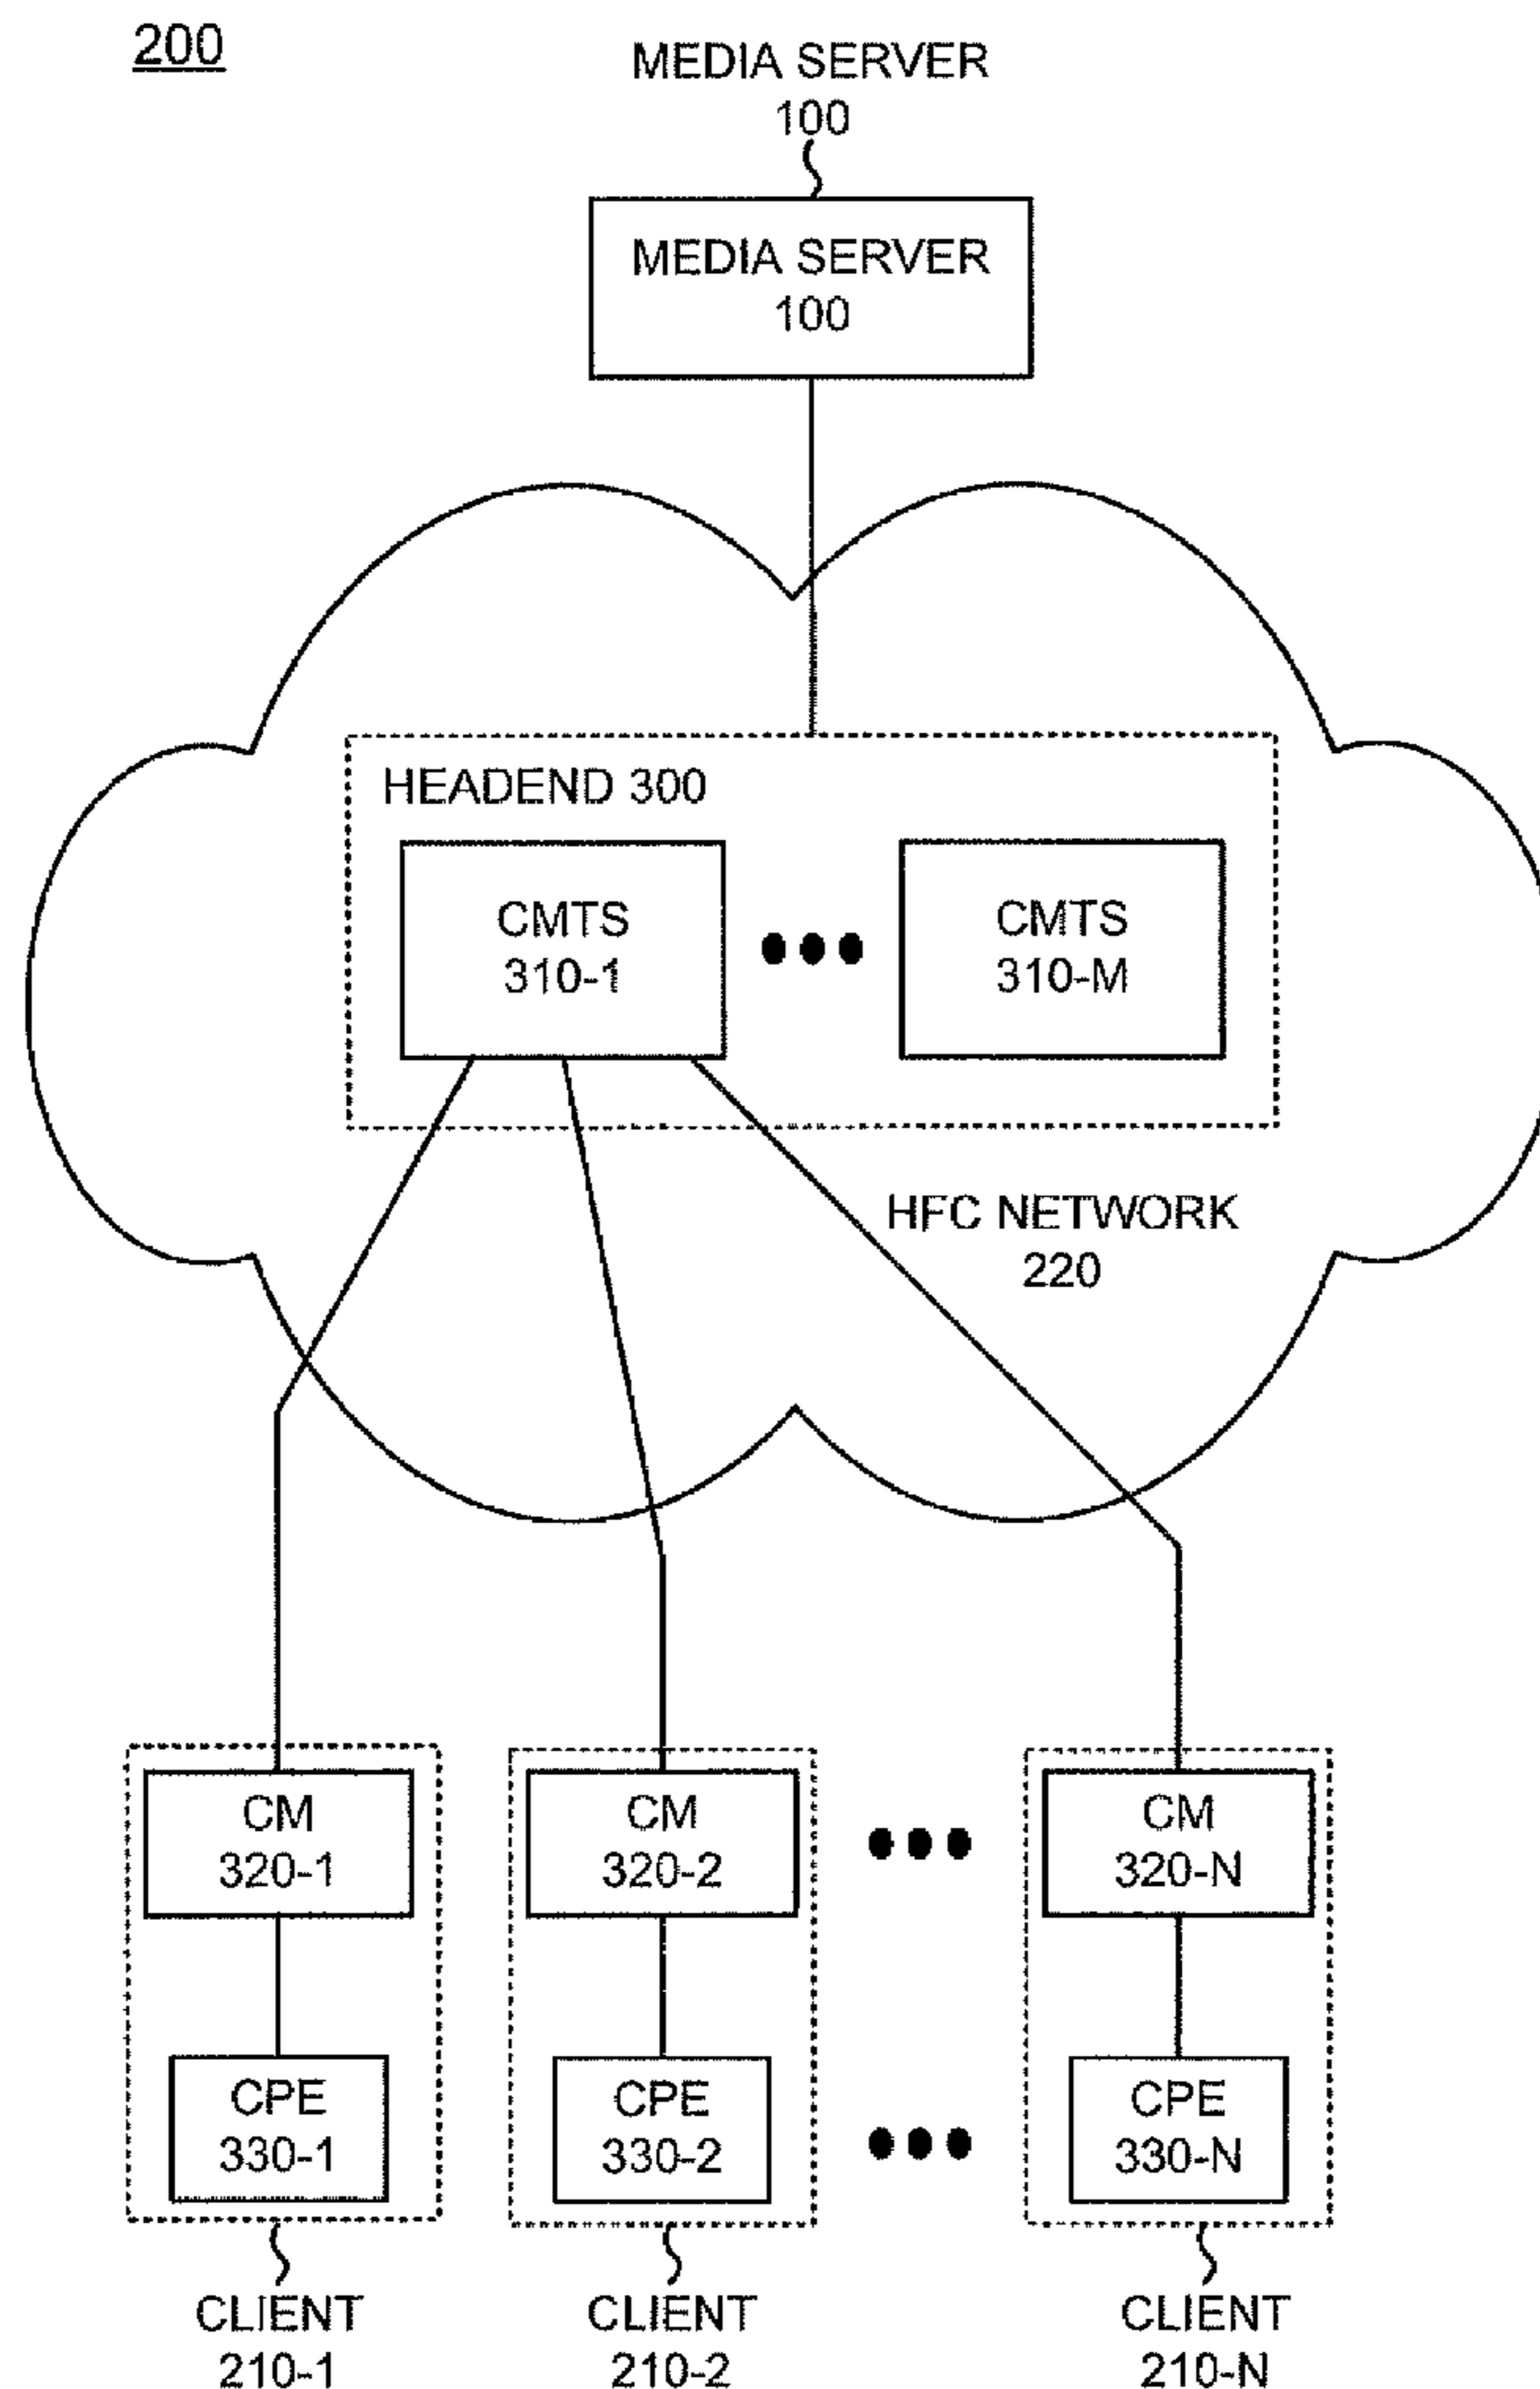 200
MEDIA SERVER
100
MEDIA SERVER
100
HEADEND 300
CMTS
310-1
CMTS
310-M
HFC NETWORK
220
CM
320-1
CM
320-2
CM
320-N
CPE
330-1
CPE
330-2
CPE
330-N
CLIENT
210-1
CLIENT
210-2
CLIENT
210-N